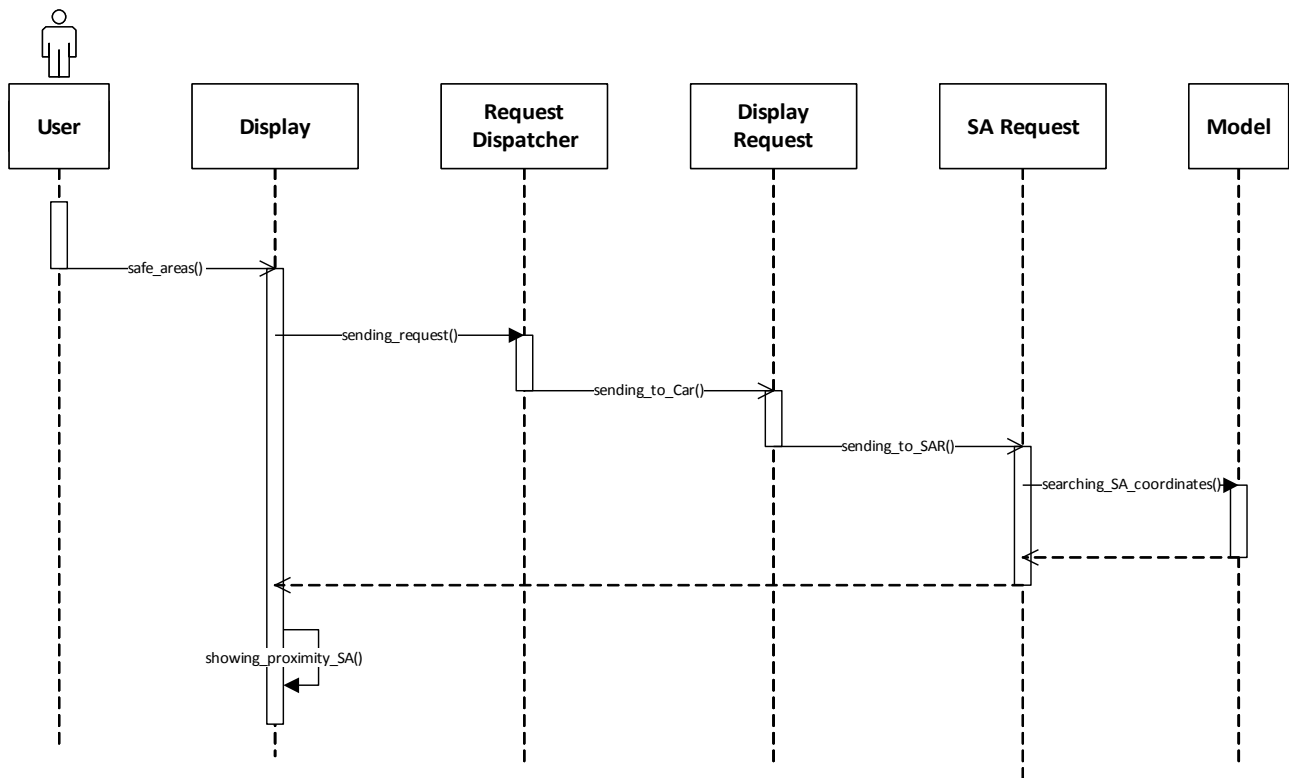 User
Display
Request
Dispatcher
Display
Request
SA Request
Model
safe_areas()
sending_request()
sending_to_Car()
sending_to_SAR()
searching_SA_coordinates()
showing_proximity_SA()